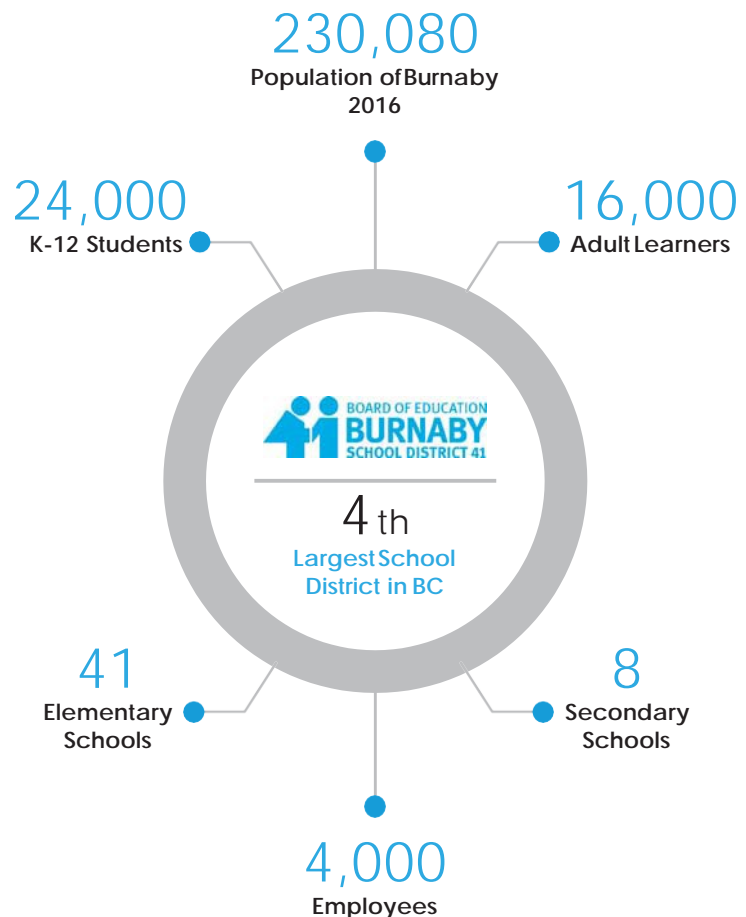 230,080
Population of Burnaby
2016
24,000
K-12 Students
16,000
Adult Learners
41
BOARD OF EDUCATION
BURNABY
SCHOOL DISTRICT 41
4 th
Largest School
District in BC
41
Elementary
Schools
8
Secondary
Schools
4,000
Employees